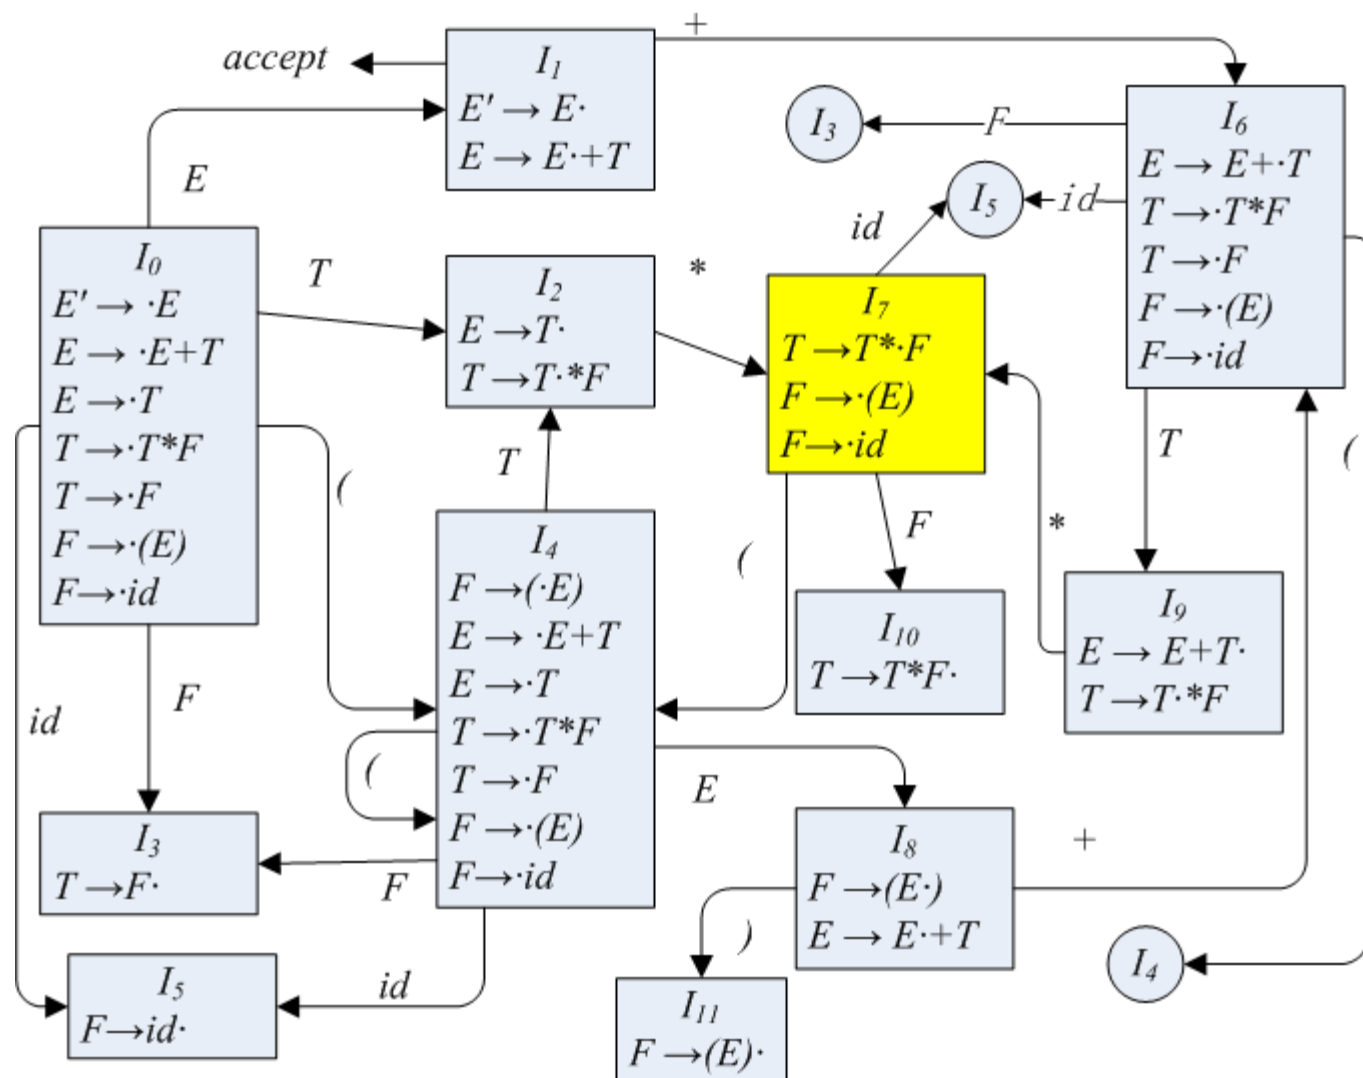 accept
I₁
E' → E·
E → E·+T
+
E
I₀
E' → ·E
E → ·E+T
E →·T
T →·T*F
T →·F
F →·(E)
F→·id
T
I₂
E →T·
T →T·*F
*
I₃
F
I₅
id
id
I₆
E → E+·T
T →·T*F
T →·F
F →·(E)
F→·id
I₇
T →T*·F
F →·(E)
F→·id
(
T
(
F
*
T
(
I₄
F →(·E)
E → ·E+T
E →·T
T →·T*F
T →·F
F →·(E)
F→·id
(
I₁₀
T →T*F·
I₉
E → E+T·
T →T·*F
id
F
E
I₃
T →F·
F
I₈
F →(E·)
E → E·+T
+
)
I₅
F→id·
id
I₁₁
F →(E)·
I₄